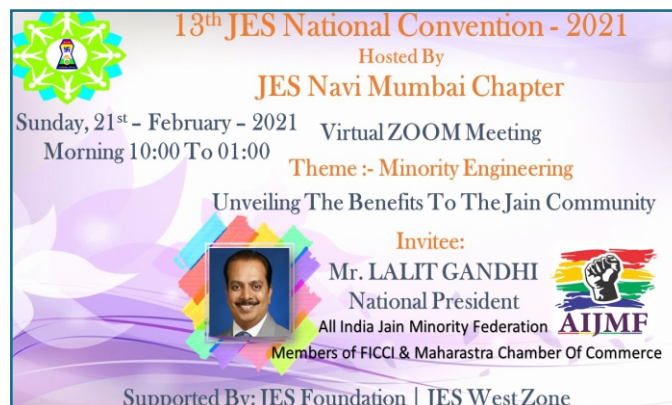 13th JES National Convention - 2021
Hosted By
JES Navi Mumbai Chapter
Sunday, 21st – February – 2021
Morning 10:00 To 01:00
Virtual ZOOM Meeting
Theme :- Minority Engineering
Unveiling The Benefits To The Jain Community
Invitee:
Mr. LALIT GANDHI
National President
All India Jain Minority Federation
AIJMF
Members of FICCI & Maharastra Chamber Of Commerce
Supported By: JES Foundation | JES West Zone